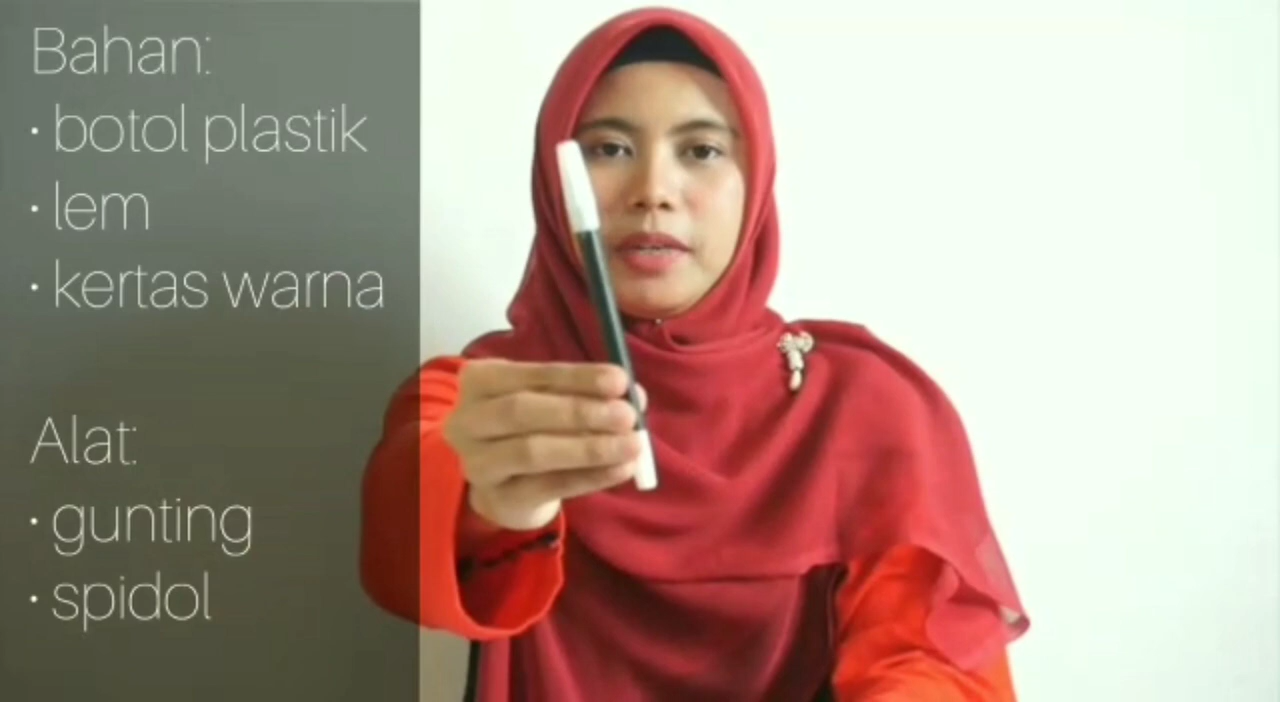 Bahan:
• botol plastik
• lem
• kertas warna
Alat:
• gunting
• spidol